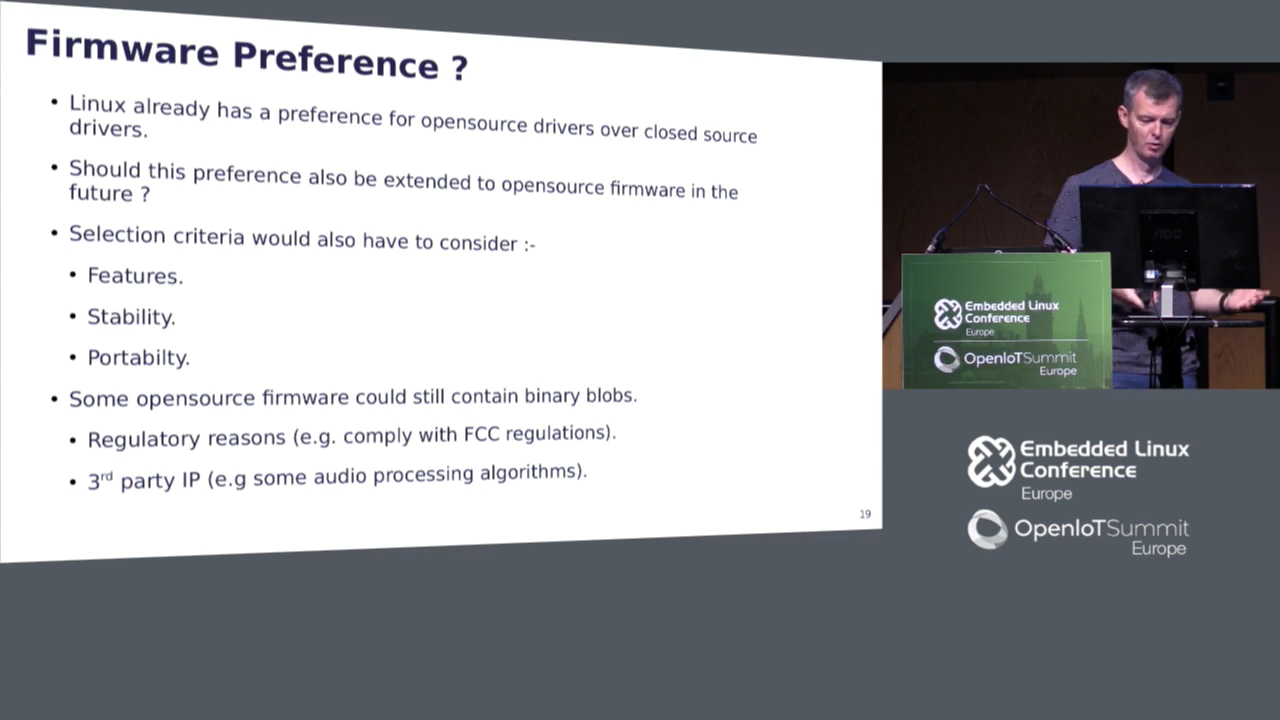 Firmware Preference ?
• Linux already has a preference for opensource drivers over closed source
drivers.
• Should this preference also be extended to opensource firmware in the
future ?
• Selection criteria would also have to consider :-
• Features.
• Stability.
• Portabilty.
• Some opensource firmware could still contain binary blobs.
• Regulatory reasons (e.g. comply with FCC regulations).
• 3rd party IP (e.g some audio processing algorithms).
19
Embedded Linux
Conference
Europe
OpenIoTSummit
Europe
Embedded Linux
Conference
Europe
OpenIoTSummit
Europe